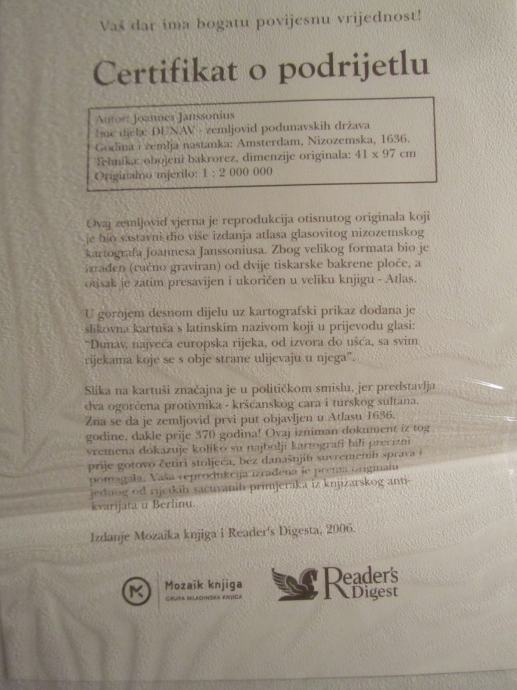 Vaš dar ima bogatu povijesnu vrijednost!
Certifikat o podrijetlu
Autor: Joannes Janssonius
Ime djela: DUNAV - zemljovid podunavskih država
Godina i zemlja nastanka: Amsterdam, Nizozemska, 1636.
Tehnika: obojeni bakrorez, dimenzije originala: 41 x 97 cm
Originalno mjerilo: 1 : 2 000 000
Ovaj zemljovid vjerna je reprodukcija otisnutog originala koji
je bio sastavni dio više izdanja atlasa glasovitog nizozemskog
kartografa Joannesa Janssoniusa. Zbog velikog formata bio je
izrađen (ručno graviran) od dvije tiskarske bakrene ploče, a
otisak je zatim presavijen i ukoričen u veliku knjigu - Atlas.
U gornjem desnom dijelu uz kartografski prikaz dodana je
slikovna kartuša s latinskim nazivom koji u prijevodu glasi:
"Dunav, najveća europska rijeka, od izvora do ušća, sa svim
rijekama koje se s obje strane ulijevaju u njega".
Slika na kartuši značajna je u političkom smislu, jer predstavlja
dva ogorčena protivnika - kršćanskog cara i turskog sultana.
Zna se da je zemljovid prvi put objavljen u Atlasu 1636.
godine, dakle prije 370 godina! Ovaj izniman dokument iz tog
vremena dokazuje koliko su najbolji kartografi bili precizni
prije gotovo četiri stoljeća, bez današnjih suvremenih sprava i
pomagala. Vaša reprodukcija izrađena je prema originalu
jednog od rijetkih sačuvanih primjeraka iz knjižarskog anti-
kvarijata u Berlinu.
Izdanje Mozaika knjiga i Reader's Digesta, 2006.
Mozaik knjiga
GRUPA MLADINSKA KNJIGA
Reader's
Digest